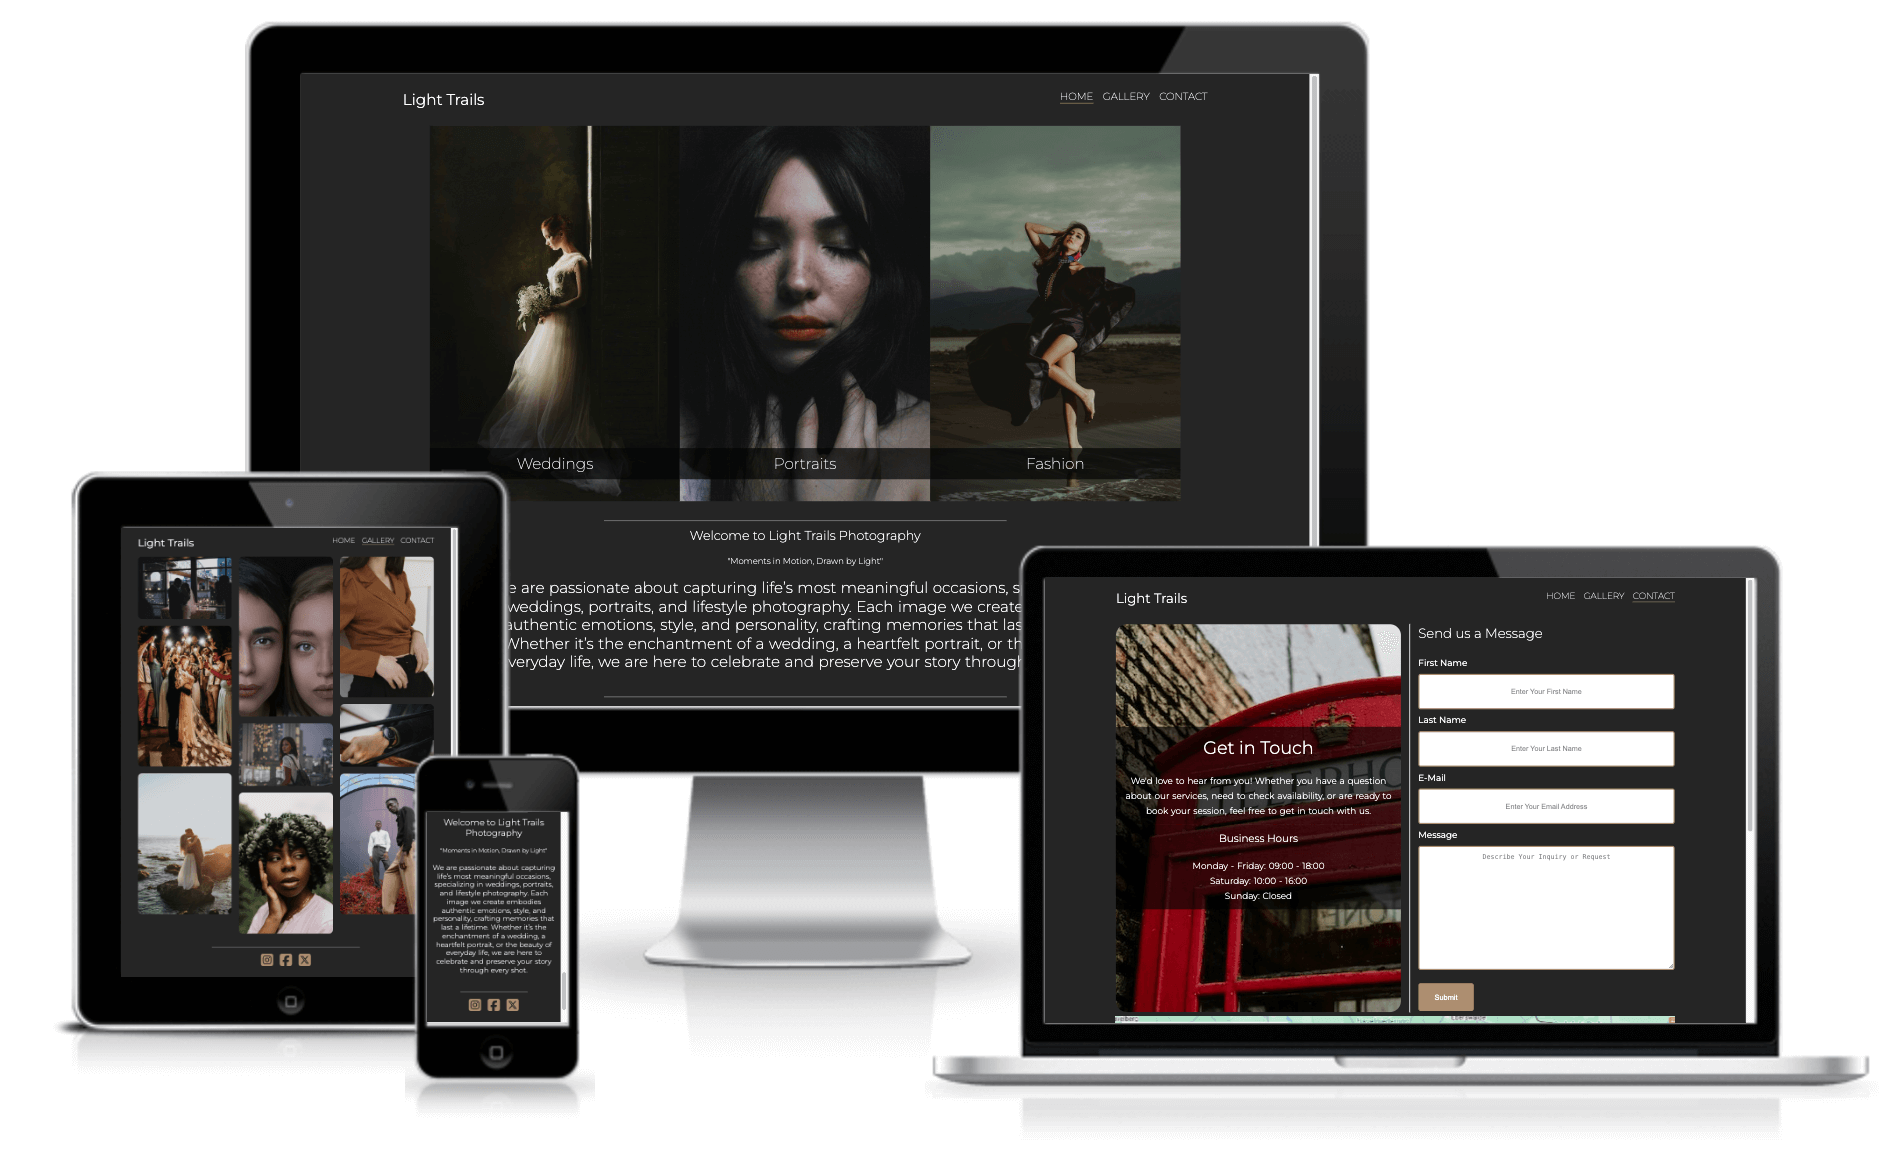 Light Trails
HOME GALLERY CONTACT
Weddings
Portraits
Fashion
Welcome to Light Trails Photography
"Moments in Motion, Drawn by Light"
e are passionate about capturing life's most meaningful occasions, s
weddings, portraits, and lifestyle photography. Each image we create
authentic emotions, style, and personality, crafting memories that las
Whether it's the enchantment of a wedding, a heartfelt portrait, or th
veryday life, we are here to celebrate and preserve your story through
Light Trails
HOME GALLERY CONTACT
Welcome to Light Trails
Photography
"Moments in Motion, Drawn by Light"
We are passionate about capturing
life's most meaningful occasions,
specializing in weddings, portraits,
and lifestyle photography. Each
image we create embodies
authentic emotions, style, and
personality, crafting memories that
last a lifetime. Whether it's the
enchantment of a wedding, a
heartfelt portrait, or the beauty of
everyday life, we are here to
celebrate and preserve your story
through every shot.
Light Trails
HOME GALLERY CONTACT
Get in Touch
We'd love to hear from you! Whether you have a question
about our services, need to check availability, or are ready to
book your session, feel free to get in touch with us.
Business Hours
Monday - Friday: 09:00 - 18:00
Saturday: 10:00 - 16:00
Sunday: Closed
Send us a Message
First Name
Enter Your First Name
Last Name
Enter Your Last Name
E-Mail
Enter Your Email Address
Message
Describe Your Inquiry or Request
Submit